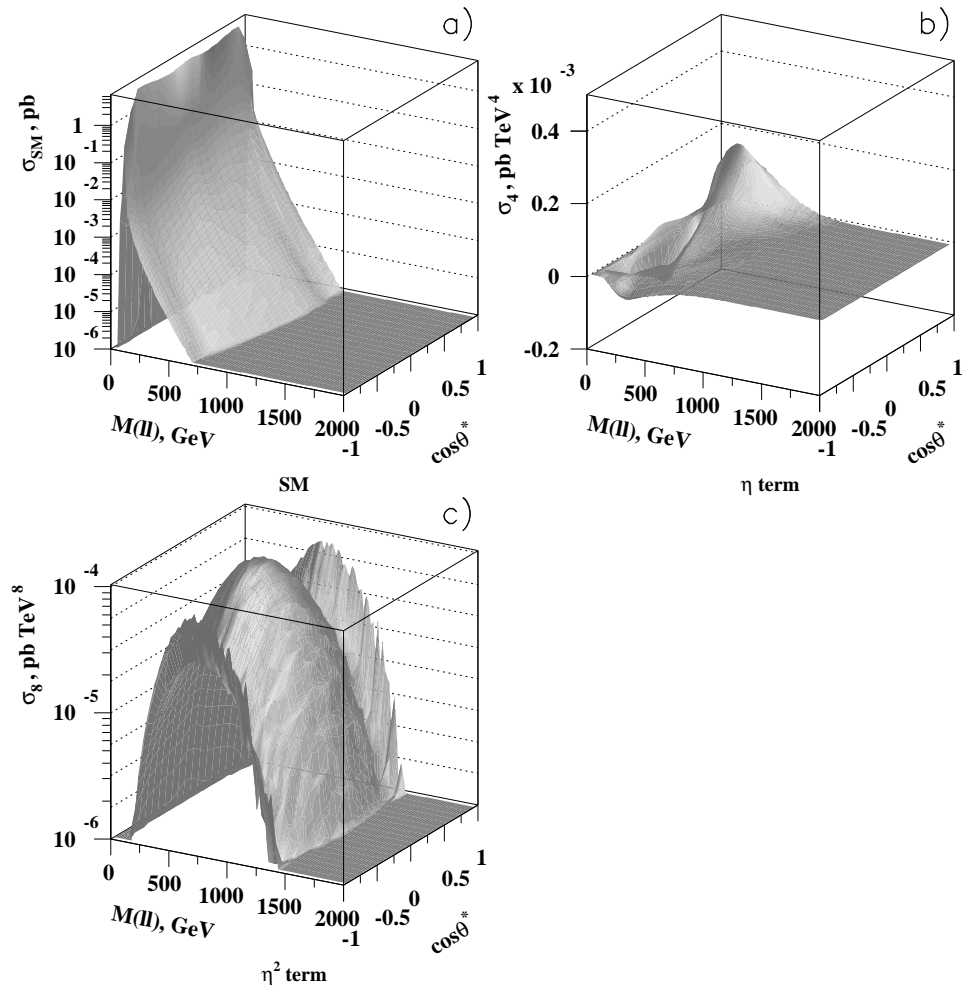 a)
σSM, pb
1
10 -1
10 -2
10 -3
10 -4
10 -5
10 -6
0
500
1000
1500
2000
M(ll), GeV
-1
-0.5
0
0.5
1
cosθ*
SM
b)
x 10 -3
σ4, pb TeV4
0.4
0.2
0
-0.2
0
500
1000
1500
2000
M(ll), GeV
-1
-0.5
0
0.5
1
cosθ*
η term
c)
σ8, pb TeV8
10 -4
10 -5
10 -6
0
500
1000
1500
2000
M(ll), GeV
-1
-0.5
0
0.5
1
cosθ*
η2 term